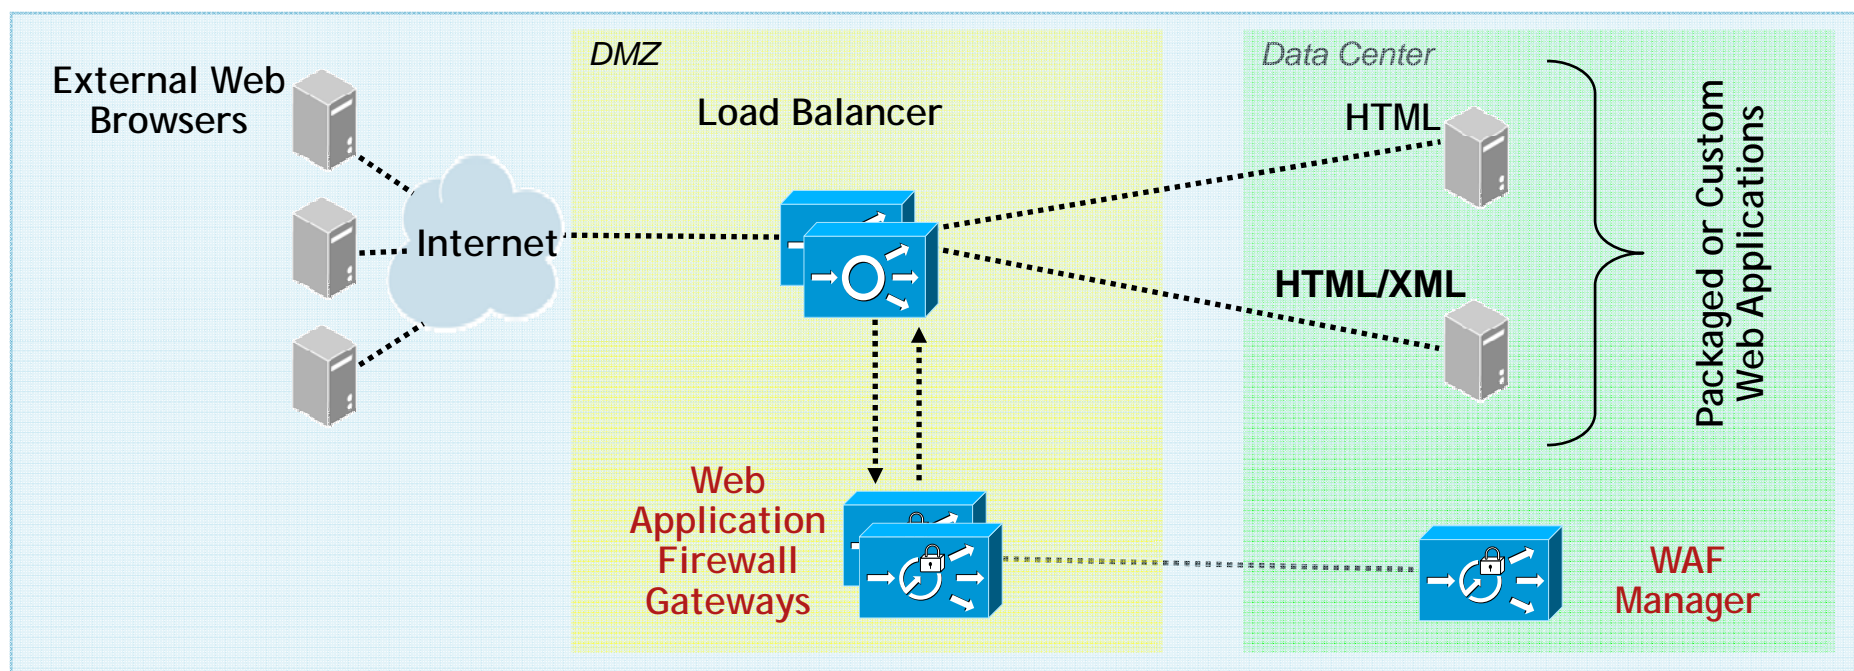 External Web
Browsers
Internet
DMZ
Load Balancer
Web
Application
Firewall
Gateways
Data Center
HTML
HTML/XML
Packaged or Custom
Web Applications
WAF
Manager